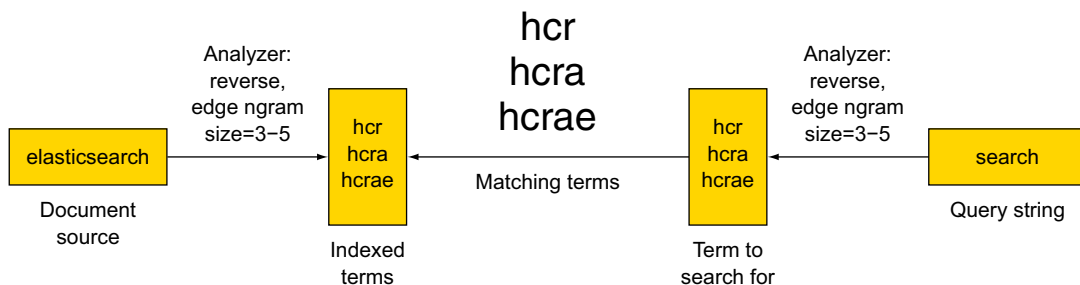 Analyzer:
reverse,
edge ngram
size=3–5
hcr
hcra
hcrae
Analyzer:
reverse,
edge ngram
size=3–5
elasticsearch
hcr
hcra
hcrae
hcr
hcra
hcrae
search
Document
source
Indexed
terms
Matching terms
Term to
search for
Query string